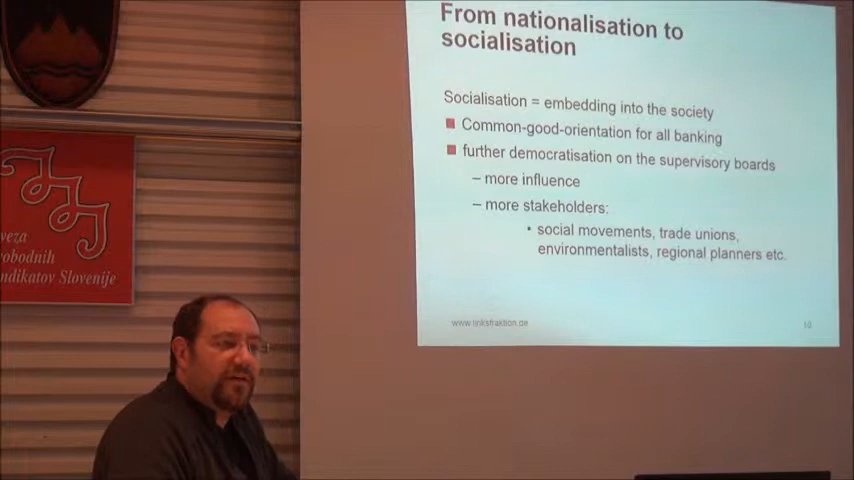 From nationalisation to
socialisation
Socialisation = embedding into the society
Common-good-orientation for all banking
further democratisation on the supervisory boards
– more influence
– more stakeholders:
• social movements, trade unions,
environmentalists, regional planners etc.
www.linksfraktion.de
10
veza
vobodnih
indikatov Slovenije